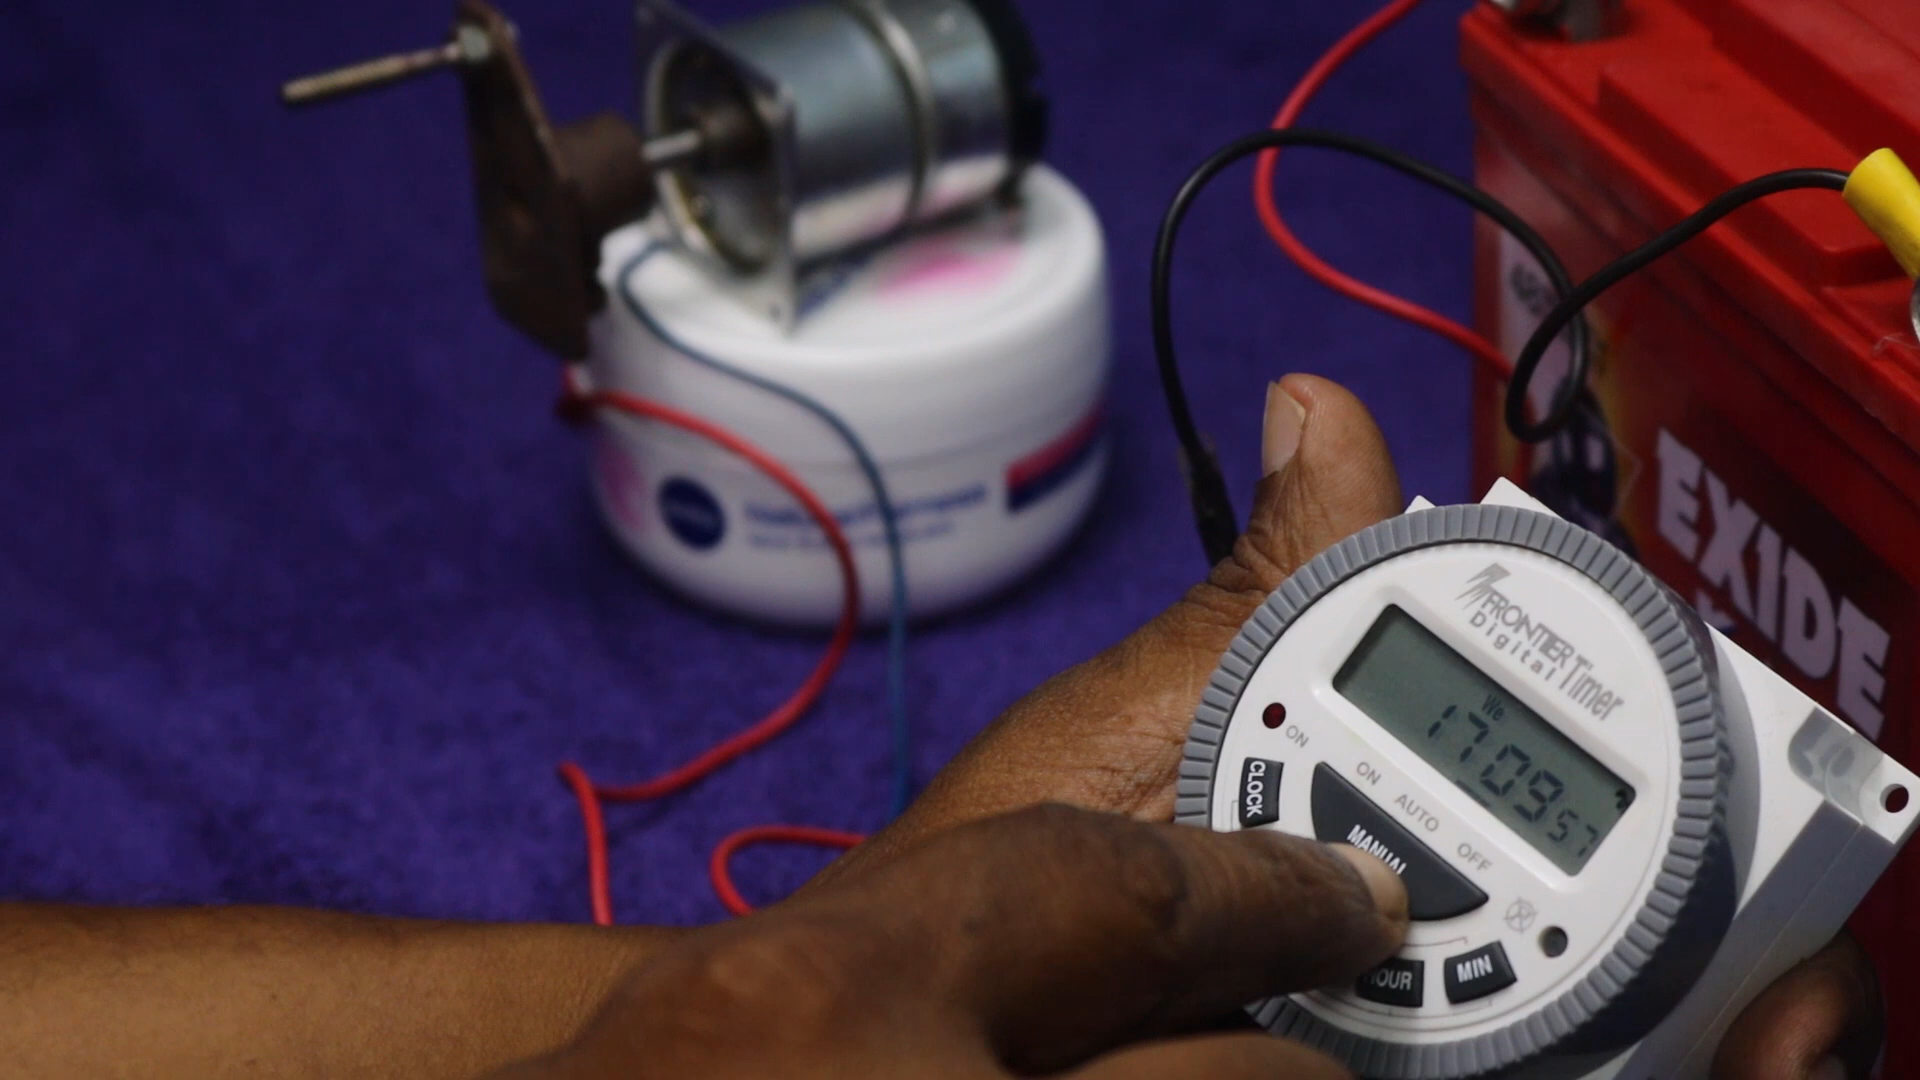 EXIDE
FRONTIER
Digital Timer
We
17:09 57
ON
ON
AUTO
OFF
CLOCK
MANUAL
HOUR
MIN